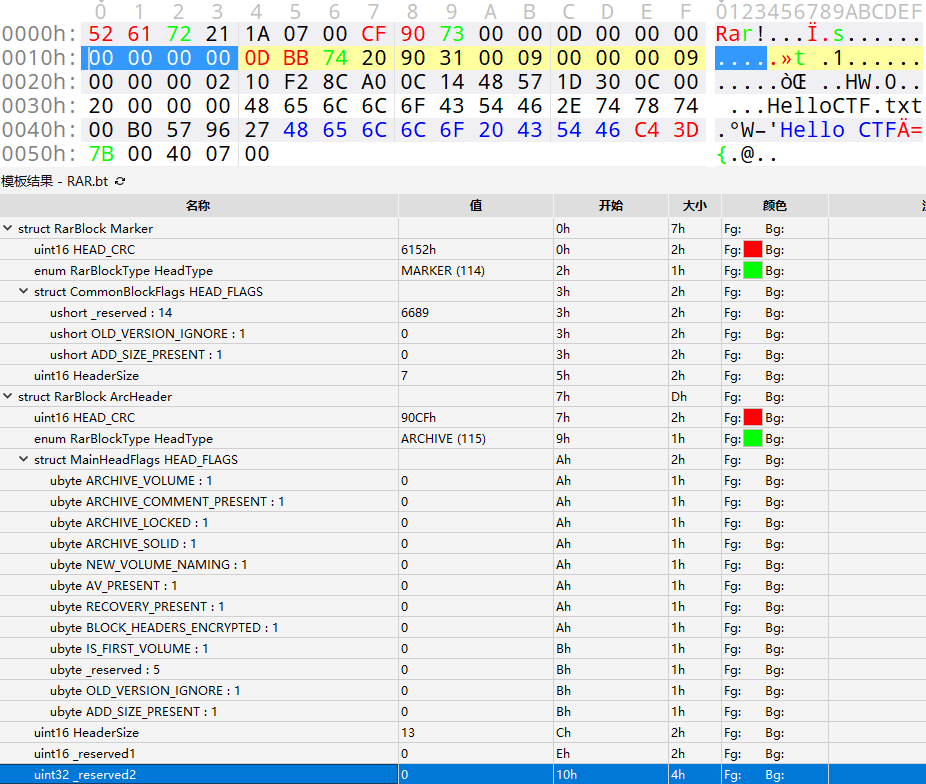 0 1 2 3 4 5 6 7 8 9 A B C D E F 0123456789ABCDEF
0000h: 52 61 72 21 1A 07 00 CF 90 73 00 00 0D 00 00 00 Rar!...Ï.s......
0010h: 00 00 00 00 0D BB 74 20 90 31 00 09 00 00 00 09 .....»t .1......
0020h: 00 00 00 02 10 F2 8C A0 0C 14 48 57 1D 30 0C 00 .....òŒ ..HW.0..
0030h: 20 00 00 00 48 65 6C 6C 6F 43 54 46 2E 74 78 74 ...HelloCTF.txt
0040h: 00 B0 57 96 27 48 65 6C 6C 6F 20 43 54 46 C4 3D .°W–'Hello CTFÄ=
0050h: 7B 00 40 07 00 {.@..
模板结果 - RAR.bt
名称 值 开始 大小 颜色
struct RarBlock Marker 0h 7h Fg: Bg:
uint16 HEAD_CRC 6152h 0h 2h Fg: Bg:
enum RarBlockType HeadType MARKER (114) 2h 1h Fg: Bg:
struct CommonBlockFlags HEAD_FLAGS 3h 2h Fg: Bg:
ushort _reserved : 14 6689 3h 2h Fg: Bg:
ushort OLD_VERSION_IGNORE : 1 0 3h 2h Fg: Bg:
ushort ADD_SIZE_PRESENT : 1 0 3h 2h Fg: Bg:
uint16 HeaderSize 7 5h 2h Fg: Bg:
struct RarBlock ArcHeader 7h Dh Fg: Bg:
uint16 HEAD_CRC 90CFh 7h 2h Fg: Bg:
enum RarBlockType HeadType ARCHIVE (115) 9h 1h Fg: Bg:
struct MainHeadFlags HEAD_FLAGS Ah 2h Fg: Bg:
ubyte ARCHIVE_VOLUME : 1 0 Ah 1h Fg: Bg:
ubyte ARCHIVE_COMMENT_PRESENT : 1 0 Ah 1h Fg: Bg:
ubyte ARCHIVE_LOCKED : 1 0 Ah 1h Fg: Bg:
ubyte ARCHIVE_SOLID : 1 0 Ah 1h Fg: Bg:
ubyte NEW_VOLUME_NAMING : 1 0 Ah 1h Fg: Bg:
ubyte AV_PRESENT : 1 0 Ah 1h Fg: Bg:
ubyte RECOVERY_PRESENT : 1 0 Ah 1h Fg: Bg:
ubyte BLOCK_HEADERS_ENCRYPTED : 1 0 Ah 1h Fg: Bg:
ubyte IS_FIRST_VOLUME : 1 0 Bh 1h Fg: Bg:
ubyte _reserved : 5 0 Bh 1h Fg: Bg:
ubyte OLD_VERSION_IGNORE : 1 0 Bh 1h Fg: Bg:
ubyte ADD_SIZE_PRESENT : 1 0 Bh 1h Fg: Bg:
uint16 HeaderSize 13 Ch 2h Fg: Bg:
uint16 _reserved1 0 Eh 2h Fg: Bg:
uint32 _reserved2 0 10h 4h Fg: Bg: